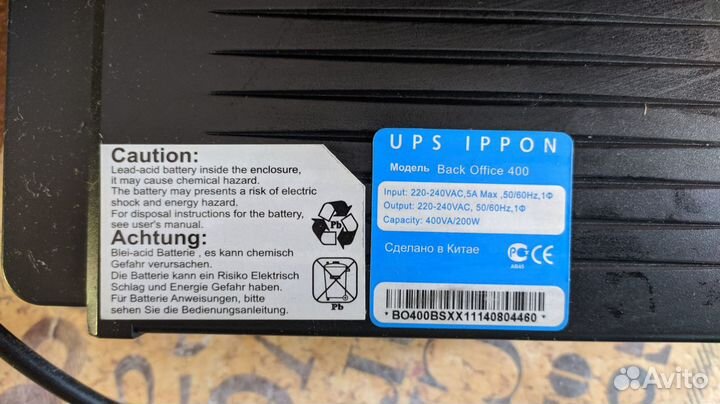 Caution:
Lead-acid battery inside the enclosure,
it may cause chemical hazard.
The battery may presents a risk of electric
shock and energy hazard.
For disposal instructions for the battery,
see user's manual.
Achtung:
Blei-acid Batterie , es kann chemisch
Gefahr verursachen.
Die Batterie kann ein Risiko Elektrisch
Schlag und Energie Gefahr haben.
Für Batterie Anweisungen, bitte
sehen Sie die Bedienungsanleitung.
Pb
Pb
UPS IPPON
Модель Back Office 400
Input: 220-240VAC,5A Max ,50/60Hz,1Ф
Output: 220-240VAC, 50/60Hz,1Ф
Capacity: 400VA/200W
Сделано в Китае
РС CE
АВ65
*BO400BSXX11140804460*
Avito